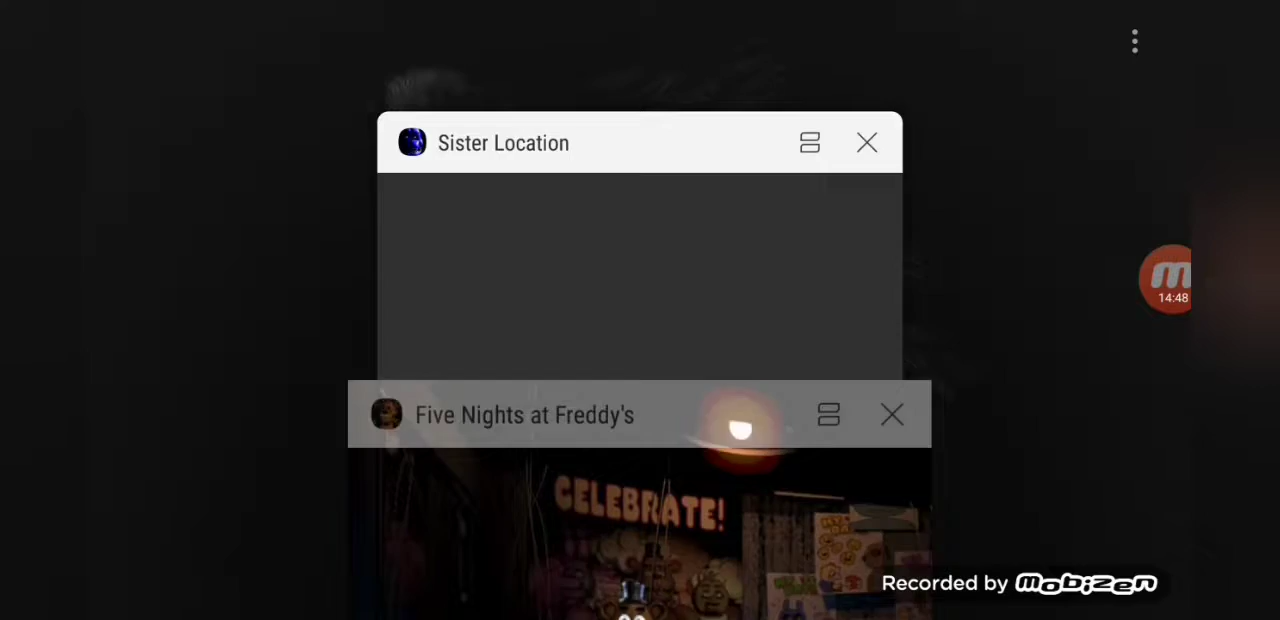 Sister Location
14:48
Five Nights at Freddy's
CELEBRATE!
Recorded by mobizen